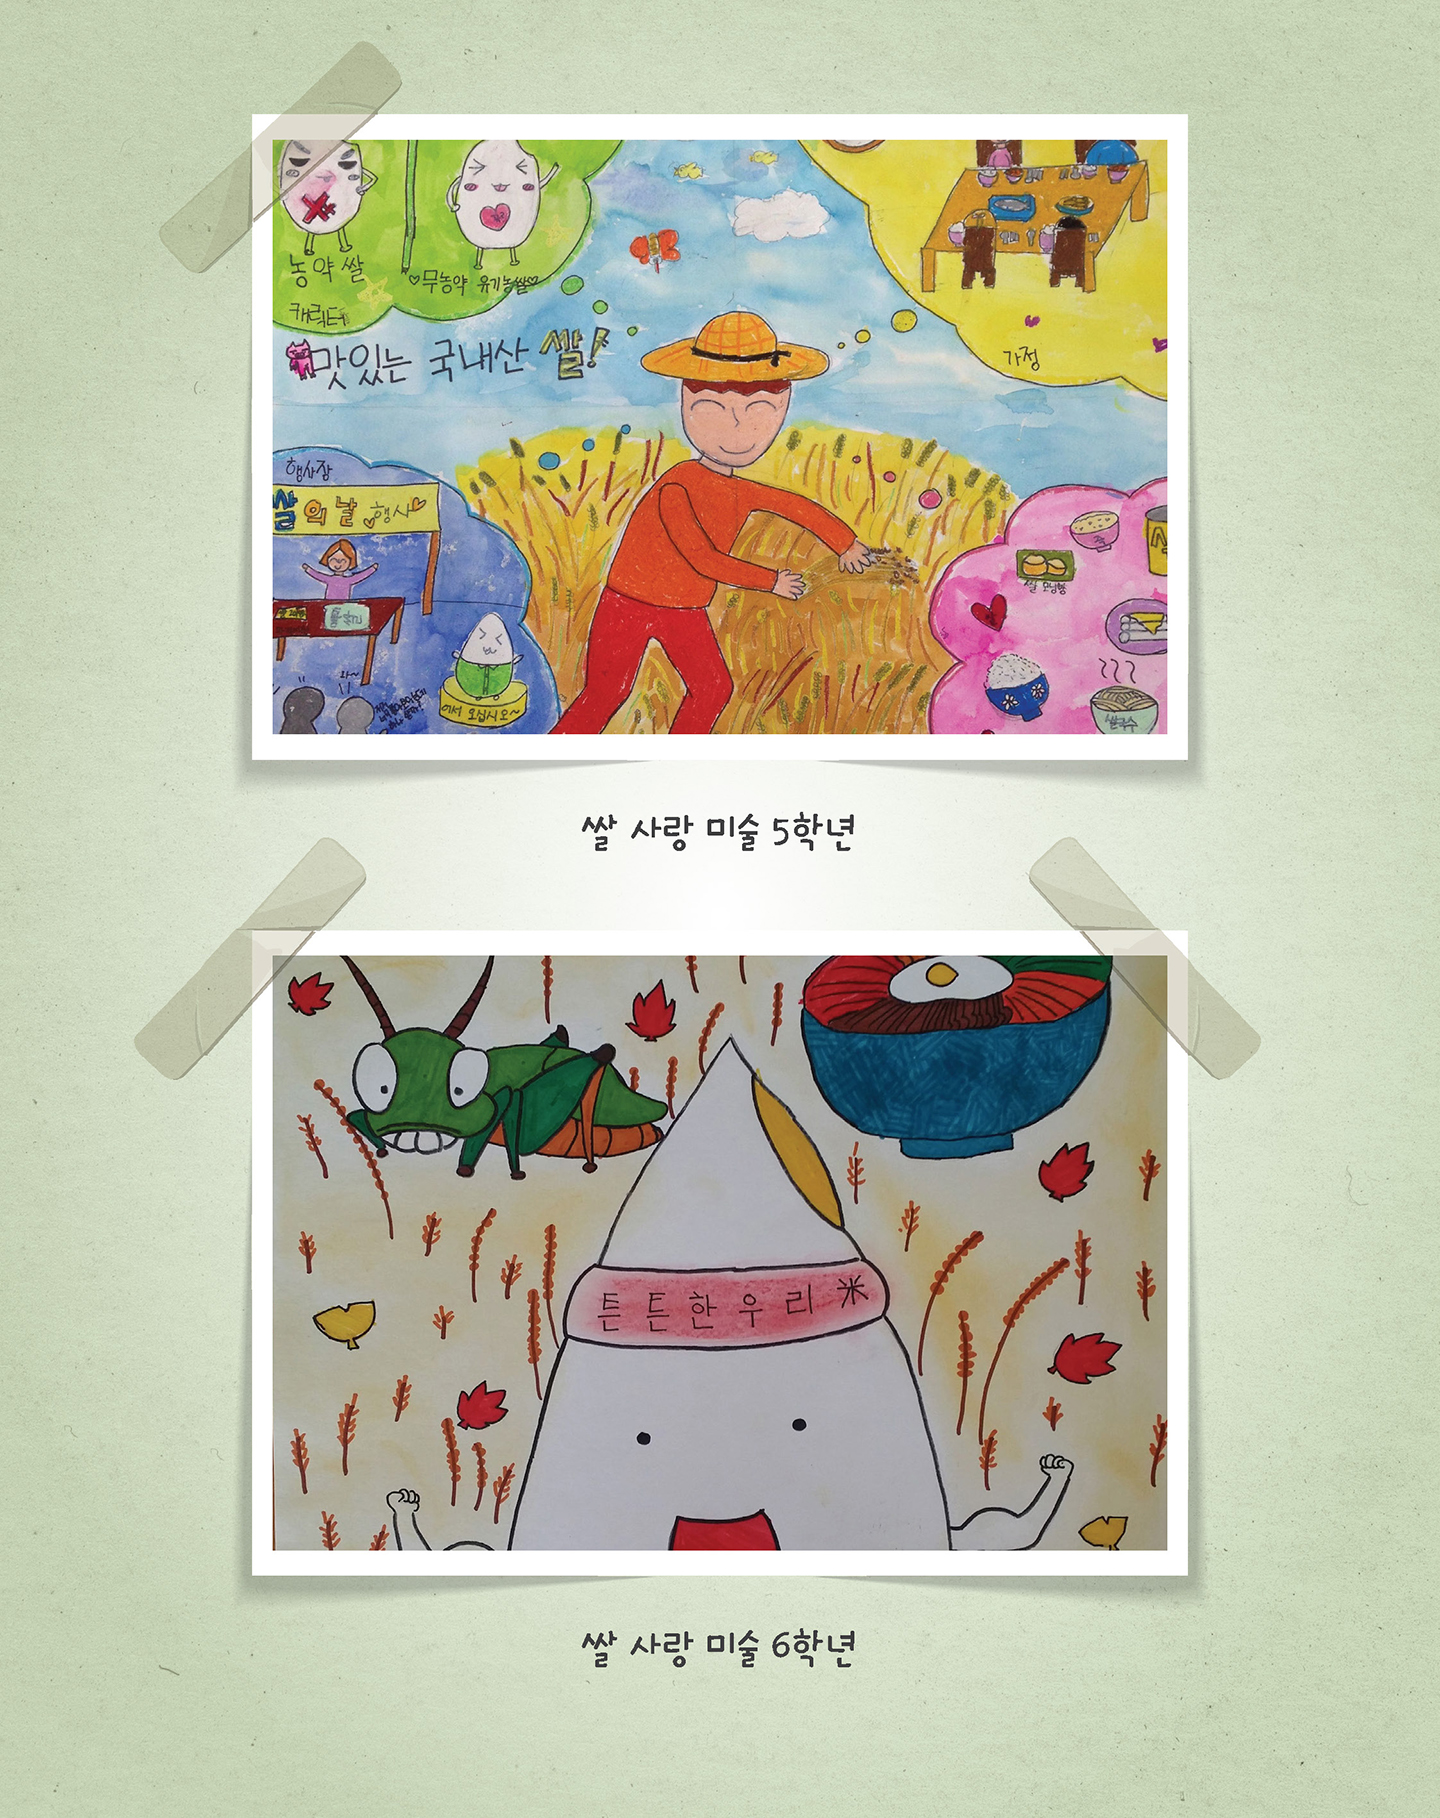 농약 쌀
캐릭터
♡무농약 유기농쌀♡
맛있는 국내산 쌀!
가정
행사장
쌀의 날 행사
와~
어서 오십시오~
죽
쌀 모닝빵
쌀국수
쌀 사랑 미술 5학년
튼튼한우리 米
쌀 사랑 미술 6학년